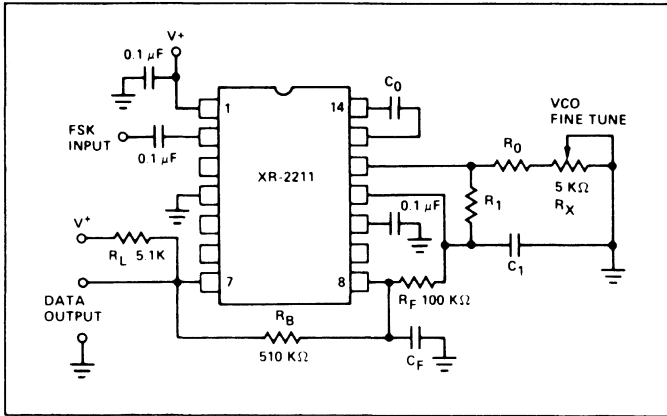 V+
0.1 µF
1
14
C0
FSK
INPUT
0.1 µF
XR-2211
VCO
FINE TUNE
R0
5 KΩ
RX
R1
0.1 µF
C1
V+
RL 5.1K
7
8
RF 100 KΩ
DATA
OUTPUT
RB
510 KΩ
CF